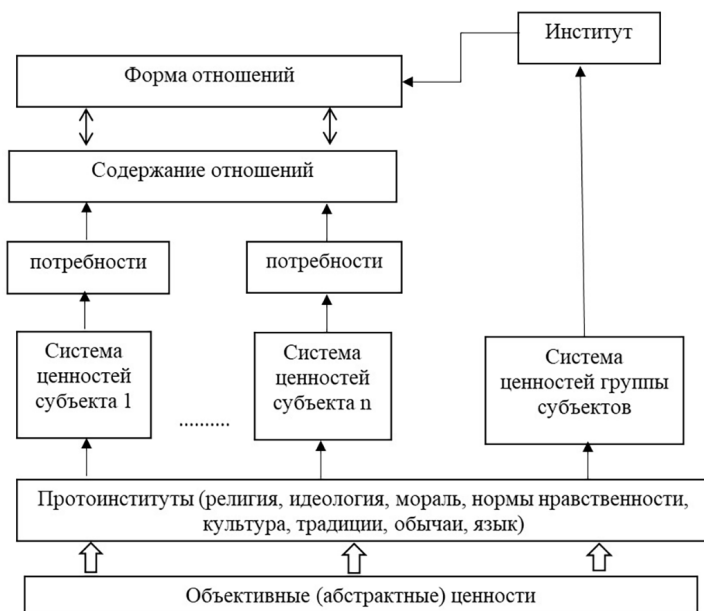 Институт
Форма отношений
Содержание отношений
потребности
потребности
Система
ценностей
субъекта 1
..........
Система
ценностей
субъекта n
Система
ценностей группы
субъектов
Протоинституты (религия, идеология, мораль, нормы нравственности,
культура, традиции, обычаи, язык)
Объективные (абстрактные) ценности